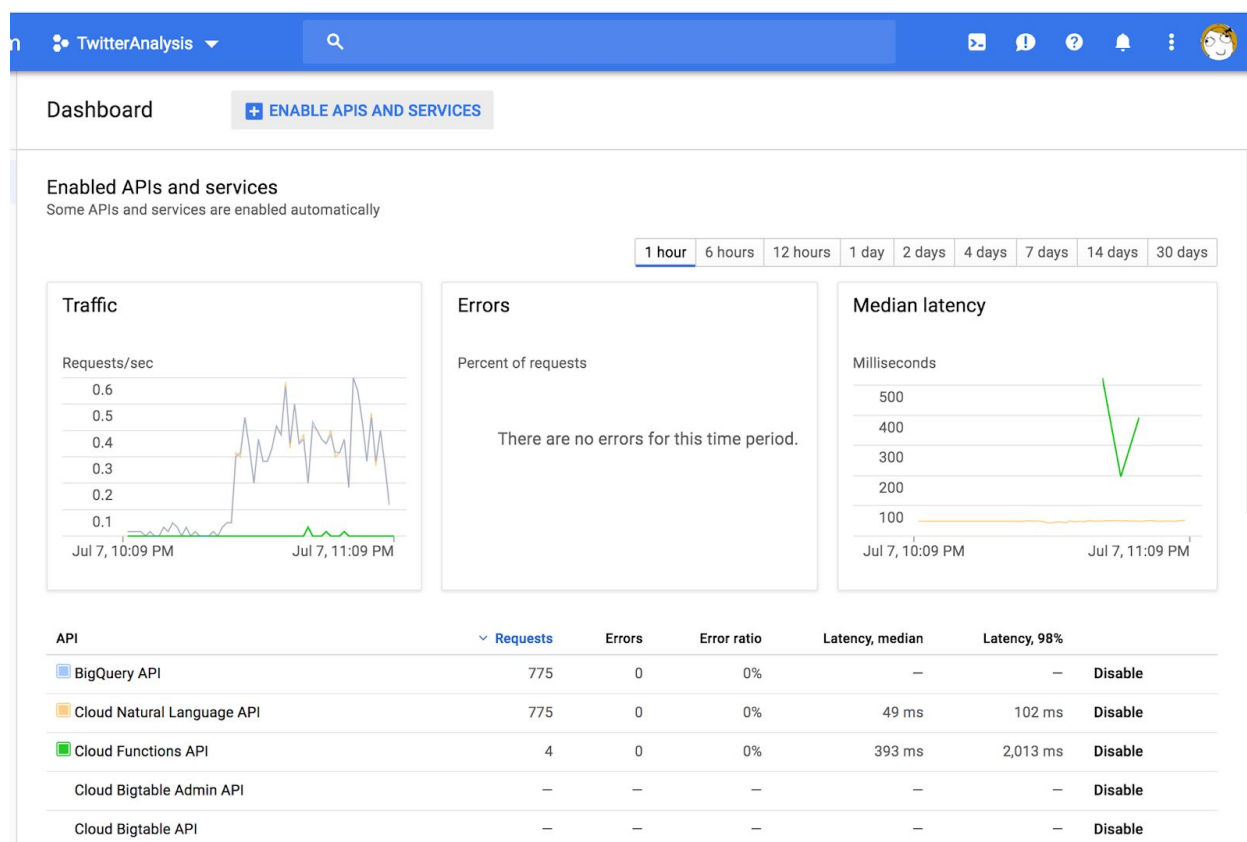 TwitterAnalysis
Dashboard
ENABLE APIS AND SERVICES
Enabled APIs and services
Some APIs and services are enabled automatically
1 hour 6 hours 12 hours 1 day 2 days 4 days 7 days 14 days 30 days
Traffic
Requests/sec
0.6
0.5
0.4
0.3
0.2
0.1
Jul 7, 10:09 PM Jul 7, 11:09 PM
Errors
Percent of requests
There are no errors for this time period.
Median latency
Milliseconds
500
400
300
200
100
Jul 7, 10:09 PM Jul 7, 11:09 PM
API Requests Errors Error ratio Latency, median Latency, 98%
BigQuery API 775 0 0% – – Disable
Cloud Natural Language API 775 0 0% 49 ms 102 ms Disable
Cloud Functions API 4 0 0% 393 ms 2,013 ms Disable
Cloud Bigtable Admin API – – – – – Disable
Cloud Bigtable API – – – – – Disable